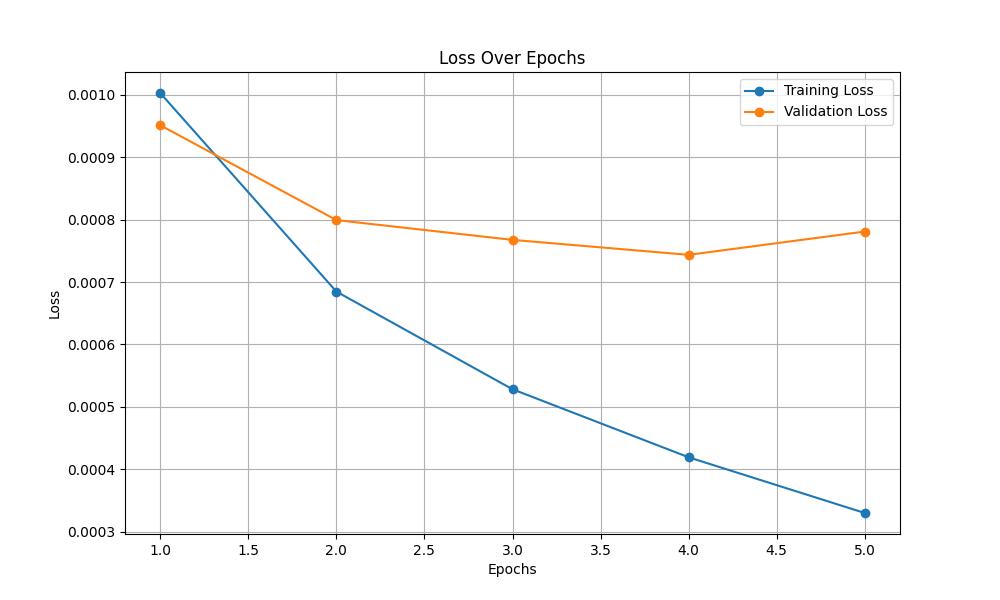 Loss Over Epochs
Training Loss
Validation Loss
0.0010
0.0009
0.0008
0.0007
0.0006
0.0005
0.0004
0.0003
Loss
1.0 1.5 2.0 2.5 3.0 3.5 4.0 4.5 5.0
Epochs